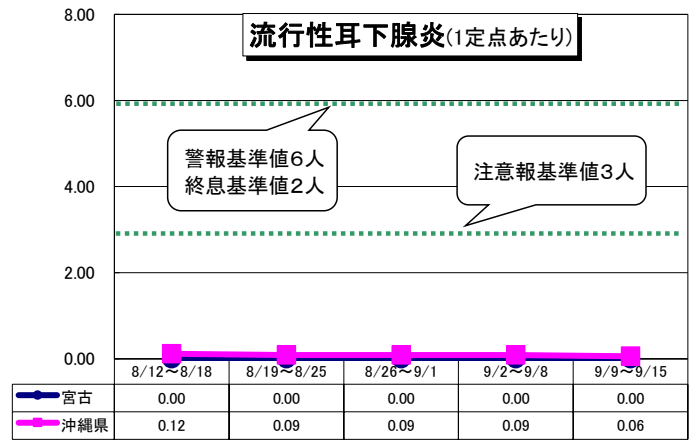 流行性耳下腺炎(1定点あたり)
8.00
6.00
警報基準値6人
終息基準値2人
注意報基準値3人
4.00
2.00
0.00
8/12～8/18 8/19～8/25 8/26～9/1 9/2～9/8 9/9～9/15
宮古 0.00 0.00 0.00 0.00 0.00
沖縄県 0.12 0.09 0.09 0.09 0.06